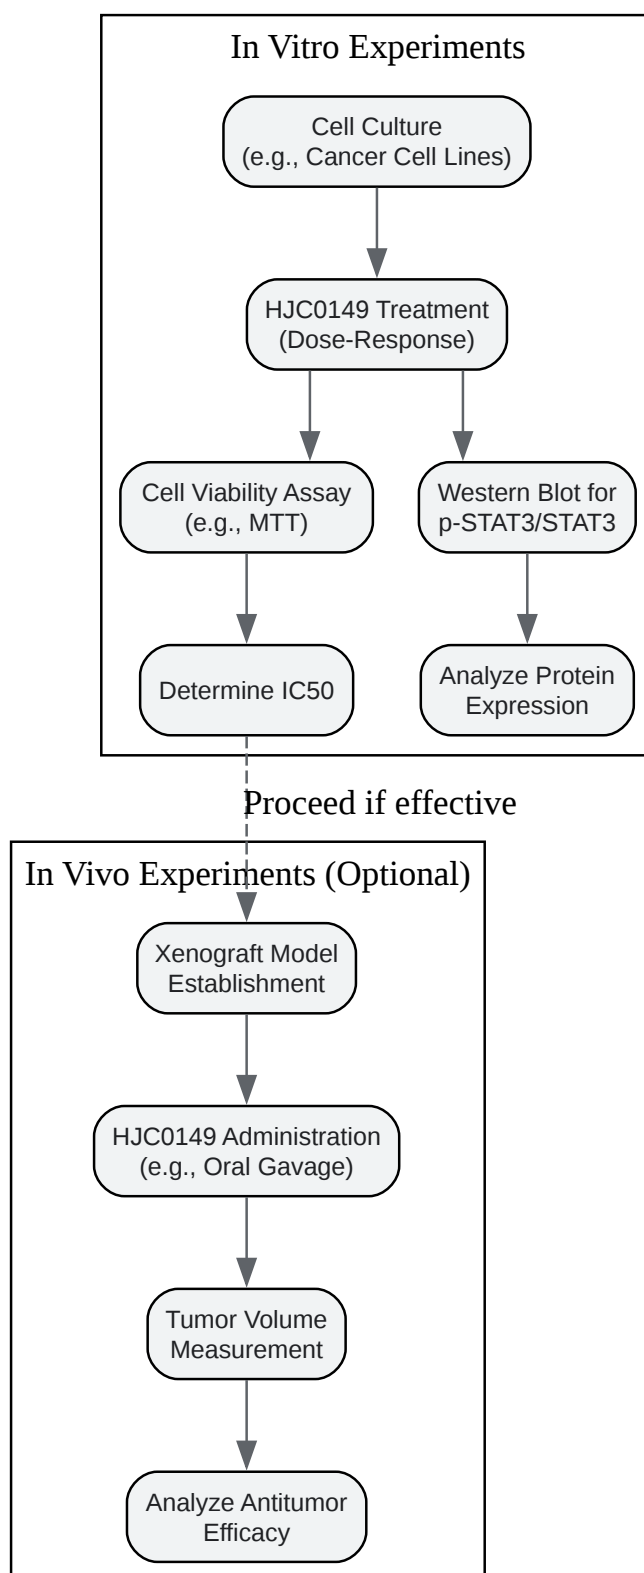 In Vitro Experiments
Cell Culture
(e.g., Cancer Cell Lines)
HJC0149 Treatment
(Dose-Response)
Cell Viability Assay
(e.g., MTT)
Western Blot for
p-STAT3/STAT3
Determine IC50
Analyze Protein
Expression
Proceed if effective
In Vivo Experiments (Optional)
Xenograft Model
Establishment
HJC0149 Administration
(e.g., Oral Gavage)
Tumor Volume
Measurement
Analyze Antitumor
Efficacy